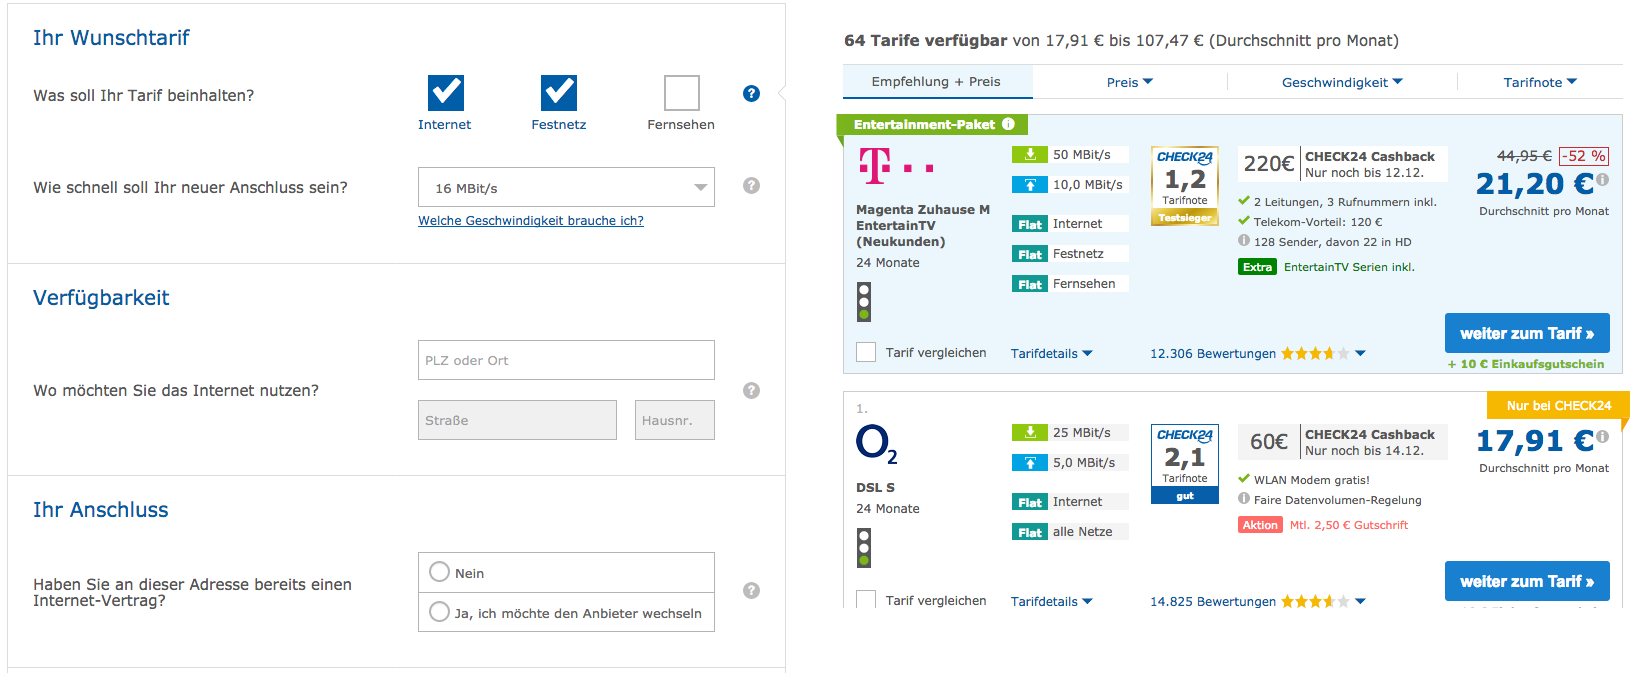 Ihr Wunschtarif
Was soll Ihr Tarif beinhalten?
Internet
Festnetz
Fernsehen
?
Wie schnell soll Ihr neuer Anschluss sein?
16 MBit/s
?
Welche Geschwindigkeit brauche ich?
Verfügbarkeit
Wo möchten Sie das Internet nutzen?
PLZ oder Ort
Straße
Hausnr.
?
Ihr Anschluss
Haben Sie an dieser Adresse bereits einen
Internet-Vertrag?
Nein
Ja, ich möchte den Anbieter wechseln
?
64 Tarife verfügbar von 17,91 € bis 107,47 € (Durchschnitt pro Monat)
Empfehlung + Preis
Preis
Geschwindigkeit
Tarifnote
Entertainment-Paket i
T
Magenta Zuhause M
EntertainTV
(Neukunden)
24 Monate
50 MBit/s
10,0 MBit/s
Flat Internet
Flat Festnetz
Flat Fernsehen
CHECK24
1,2
Tarifnote
Testsieger
220€
CHECK24 Cashback
Nur noch bis 12.12.
2 Leitungen, 3 Rufnummern inkl.
Telekom-Vorteil: 120 €
i 128 Sender, davon 22 in HD
Extra EntertainTV Serien inkl.
44,95 € -52 %
21,20 € i
Durchschnitt pro Monat
weiter zum Tarif »
+ 10 € Einkaufsgutschein
Tarif vergleichen
Tarifdetails
12.306 Bewertungen
1.
Nur bei CHECK24
O2
DSL S
24 Monate
25 MBit/s
5,0 MBit/s
Flat Internet
Flat alle Netze
CHECK24
2,1
Tarifnote
gut
60€
CHECK24 Cashback
Nur noch bis 14.12.
WLAN Modem gratis!
i Faire Datenvolumen-Regelung
Aktion Mtl. 2,50 € Gutschrift
17,91 € i
Durchschnitt pro Monat
weiter zum Tarif »
Tarif vergleichen
Tarifdetails
14.825 Bewertungen